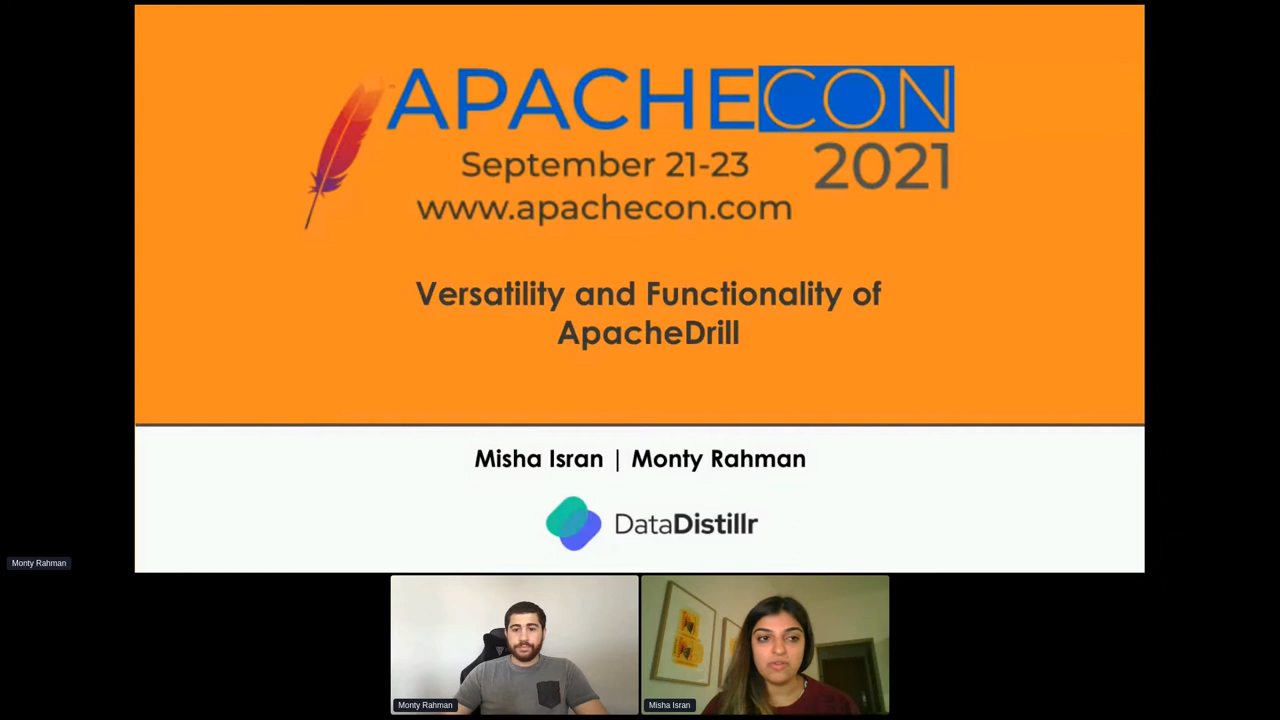 APACHECON
2021
September 21-23
www.apachecon.com
Versatility and Functionality of
ApacheDrill
Misha Isran | Monty Rahman
DataDistillr
Monty Rahman
Monty Rahman
Misha Isran